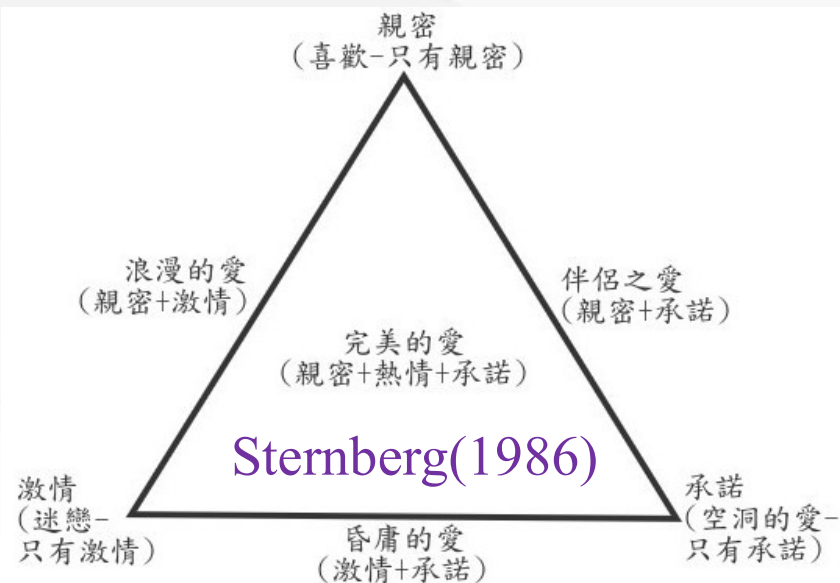 親密
（喜歡-只有親密）
浪漫的愛
（親密+激情）
伴侶之愛
（親密+承諾）
完美的愛
（親密+熱情+承諾）
Sternberg(1986)
激情
（迷戀-
只有激情）
承諾
（空洞的愛-
只有承諾）
昏庸的愛
（激情+承諾）